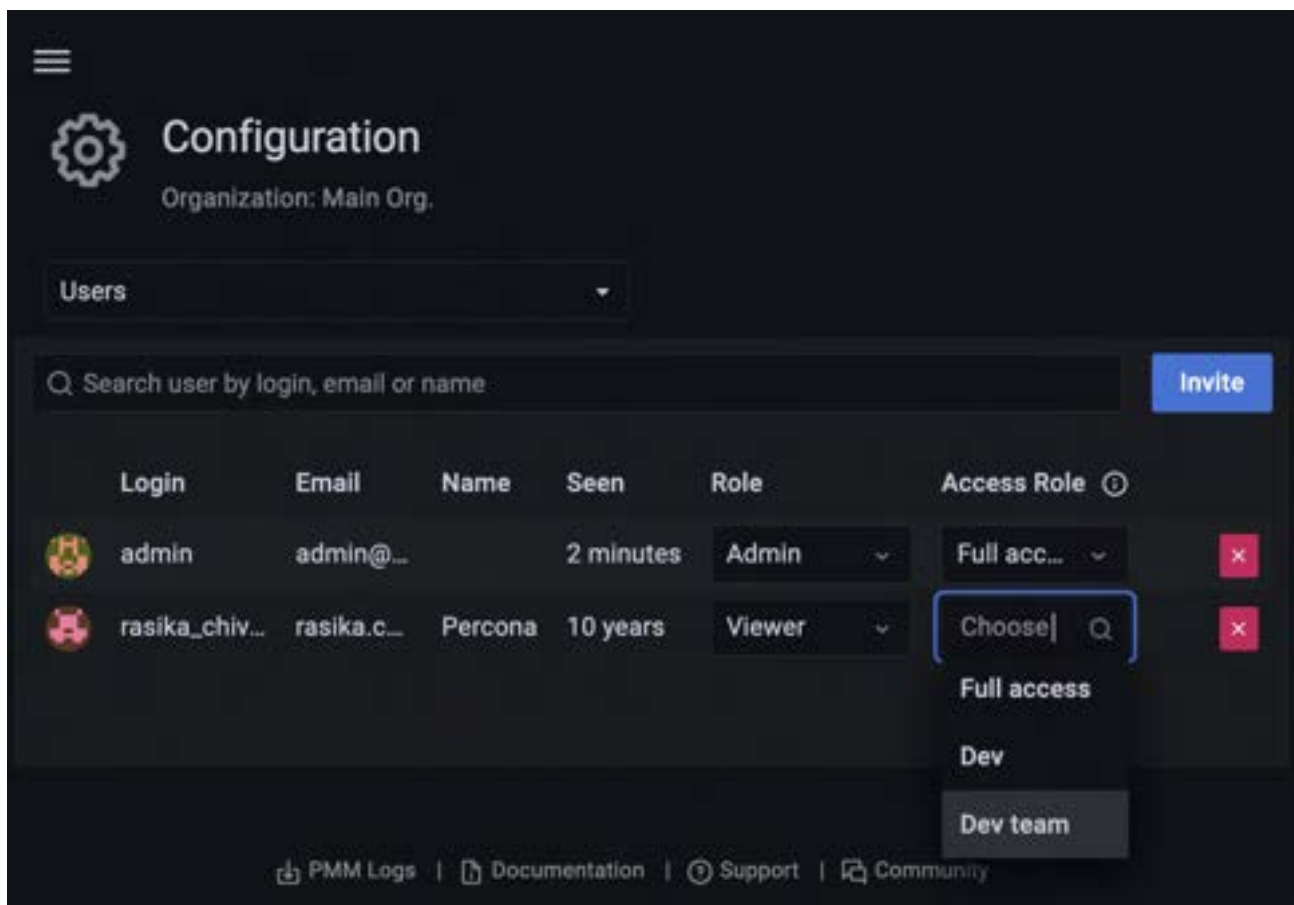 Configuration
Organization: Main Org.
Users
Search user by login, email or name
Invite
Login Email Name Seen Role Access Role
admin admin@... 2 minutes Admin Full acc...
rasika_chiv... rasika.c... Percona 10 years Viewer Choose
Full access
Dev
Dev team
PMM Logs | Documentation | Support | Community